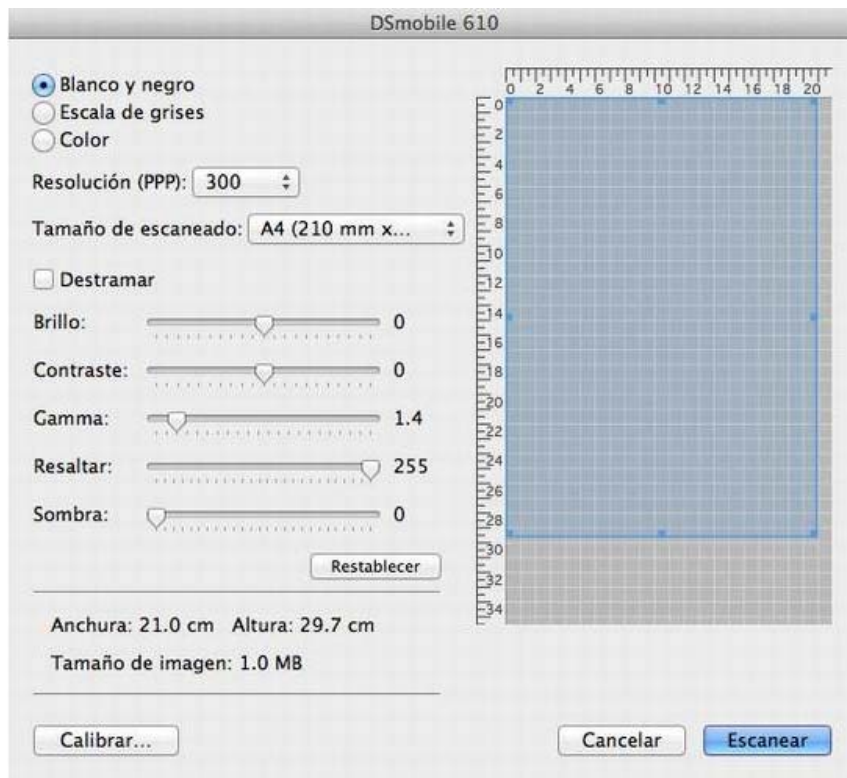 DSmobile 610
Blanco y negro
Escala de grises
Color
Resolución (PPP): 300
Tamaño de escaneado: A4 (210 mm x...
Destramar
Brillo: 0
Contraste: 0
Gamma: 1.4
Resaltar: 255
Sombra: 0
Restablecer
Anchura: 21.0 cm Altura: 29.7 cm
Tamaño de imagen: 1.0 MB
Calibrar...
0 2 4 6 8 10 12 14 16 18 20
0
2
4
6
8
10
12
14
16
18
20
22
24
26
28
30
32
34
Cancelar
Escanear